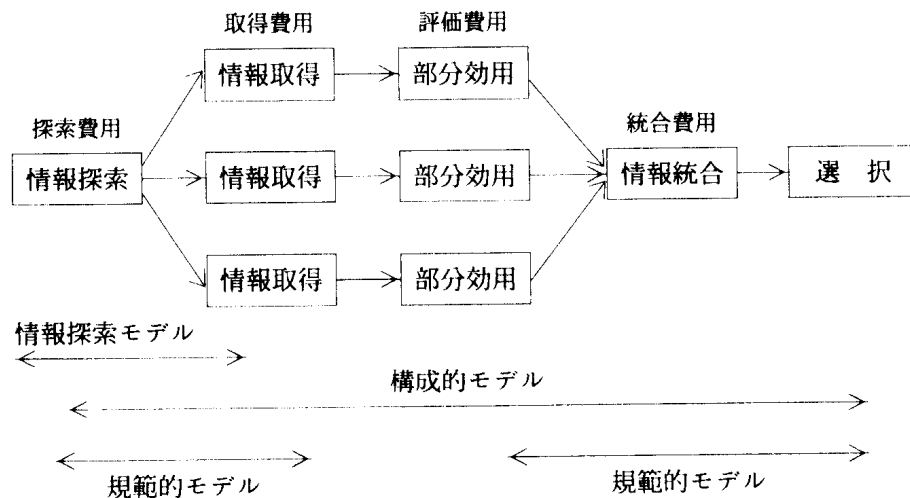 取得費用
評価費用
情報取得
部分効用
探索費用
統合費用
情報探索
情報取得
部分効用
情報統合
選 択
情報取得
部分効用
情報探索モデル
構成的モデル
規範的モデル
規範的モデル